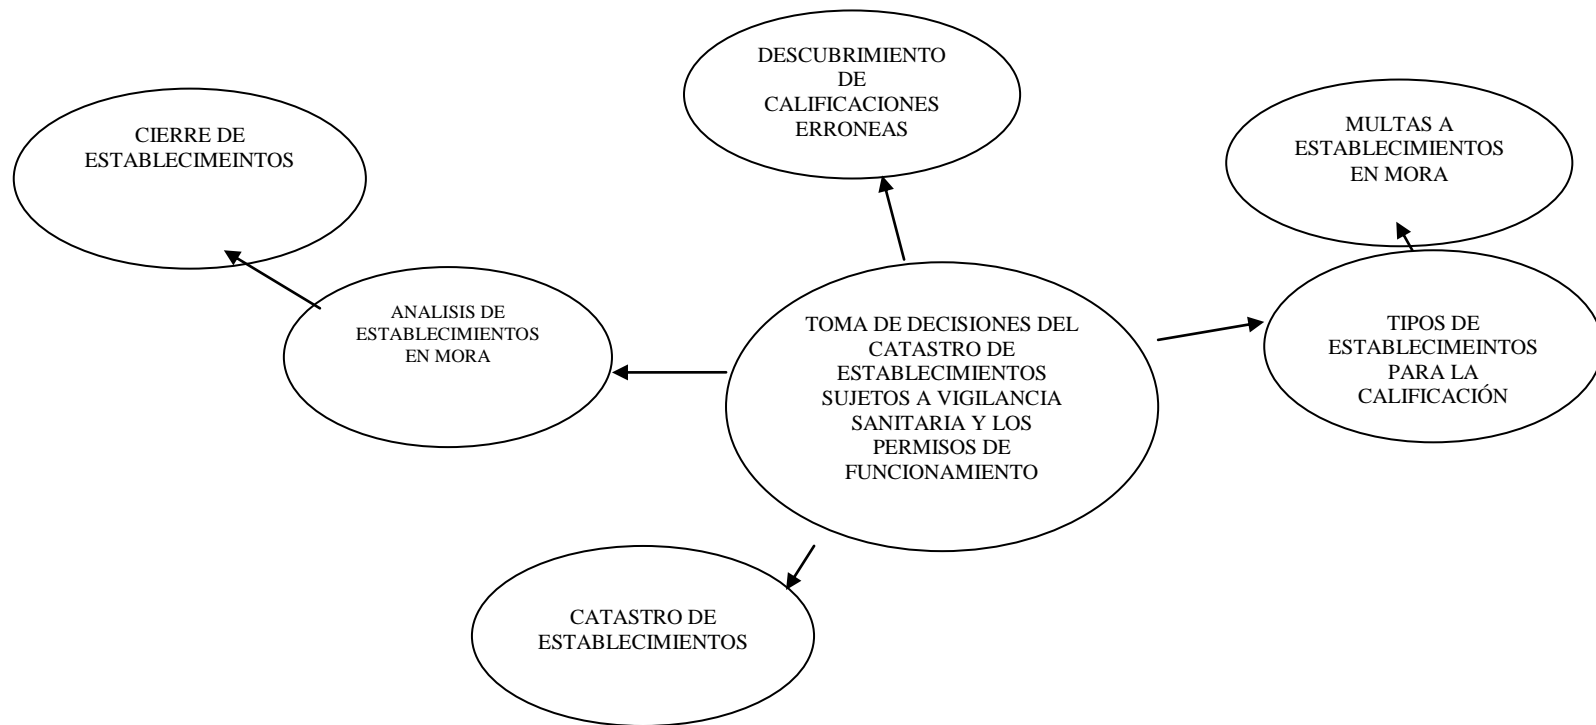 DESCUBRIMIENTO
DE
CALIFICACIONES
ERRONEAS
CIERRE DE
ESTABLECIMEINTOS
MULTAS A
ESTABLECIMIENTOS
EN MORA
ANALISIS DE
ESTABLECIMIENTOS
EN MORA
TOMA DE DECISIONES DEL
CATASTRO DE
ESTABLECIMIENTOS
SUJETOS A VIGILANCIA
SANITARIA Y LOS
PERMISOS DE
FUNCIONAMIENTO
TIPOS DE
ESTABLECIMEINTOS
PARA LA
CALIFICACIÓN
CATASTRO DE
ESTABLECIMIENTOS